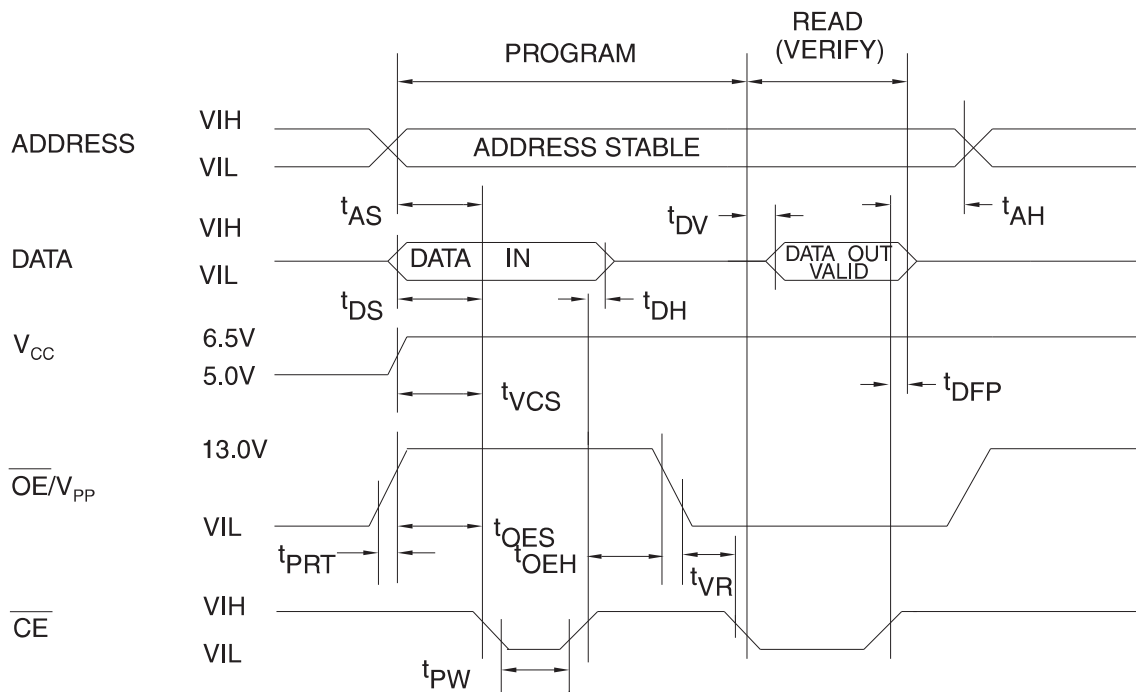 READ
(VERIFY)
PROGRAM
ADDRESS
VIH
VIL
ADDRESS STABLE
tAS
tDV
tAH
DATA
VIH
VIL
DATA IN
DATA OUT
VALID
tDS
tDH
VCC
6.5V
5.0V
tVCS
tDFP
O̅E̅/VPP
13.0V
VIL
tPRT
tOES
tOEH
tVR
C̅E̅
VIH
VIL
tPW